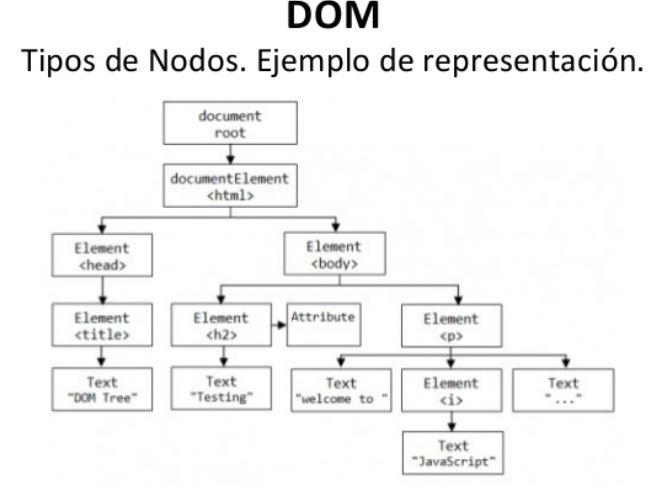 DOM
Tipos de Nodos. Ejemplo de representación.
document
root
documentElement
<html>
Element
<head>
Element
<body>
Element
<title>
Element
<h2>
Attribute
Element
<p>
Text
"DOM Tree"
Text
"Testing"
Text
"welcome to "
Element
<i>
Text
"..."
Text
"JavaScript"